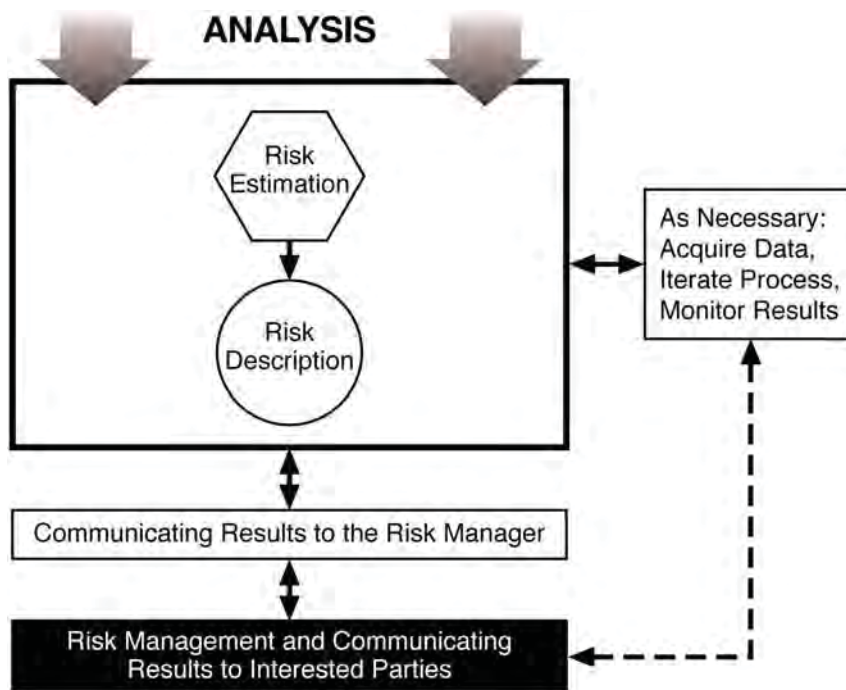 ANALYSIS
Risk
Estimation
Risk
Description
As Necessary:
Acquire Data,
Iterate Process,
Monitor Results
Communicating Results to the Risk Manager
Risk Management and Communicating
Results to Interested Parties